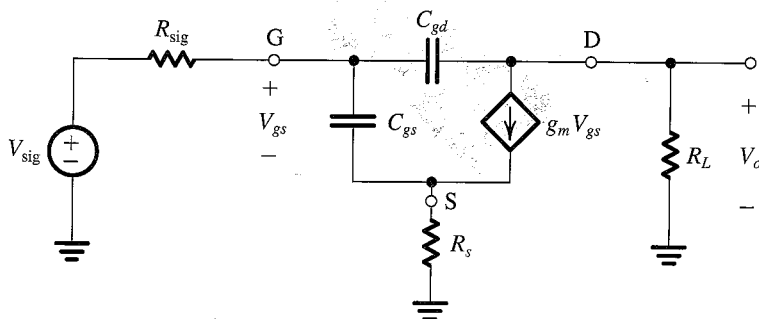 C_gd
R_sig
G
D
+
V_gs
−
C_gs
g_m V_gs
+
−
V_sig
S
R_s
R_L
+
V_o
−